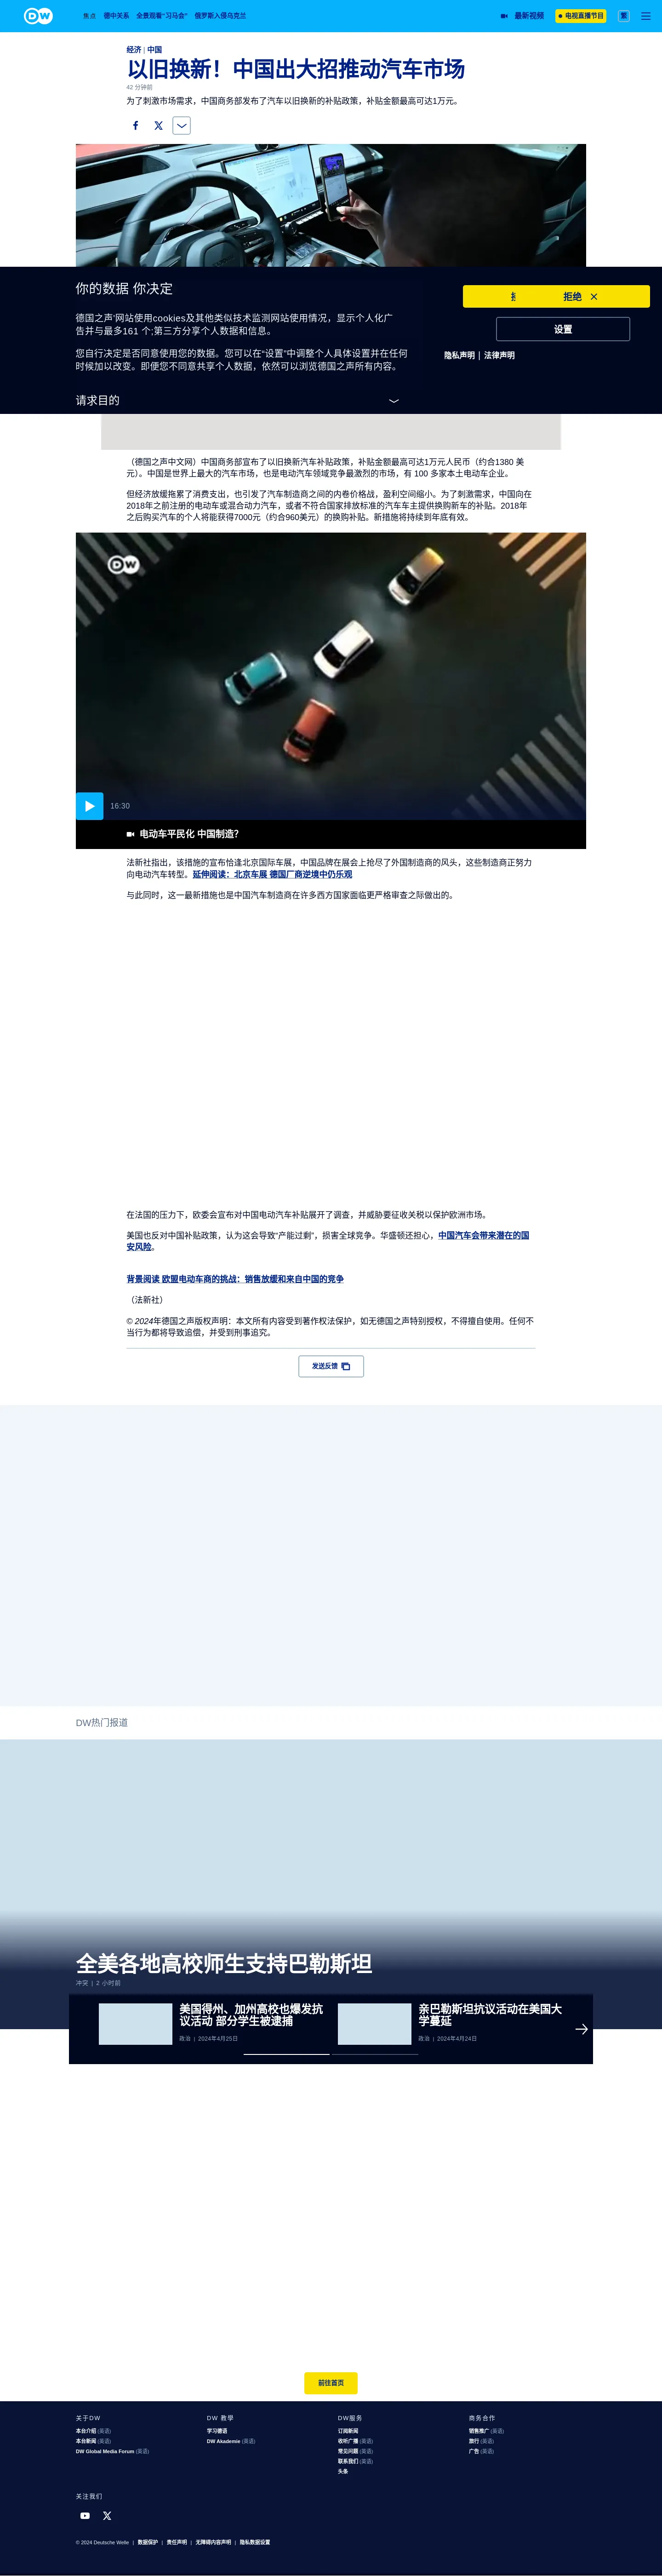 DW
焦点 德中关系 全景观看“习马会” 俄罗斯入侵乌克兰
最新视频 电视直播节目 繁
经济 | 中国
以旧换新！中国出大招推动汽车市场
42 分钟前
为了刺激市场需求，中国商务部发布了汽车以旧换新的补贴政策，补贴金额最高可达1万元。
你的数据 你决定
德国之声’网站使用cookies及其他类似技术监测网站使用情况，显示个人化广
告并与最多161 个;第三方分享个人数据和信息。
您自行决定是否同意使用您的数据。您可以在“设置”中调整个人具体设置并在任何
时候加以改变。即便您不同意共享个人数据，依然可以浏览德国之声所有内容。
请求目的
拒绝
设置
隐私声明 | 法律声明
（德国之声中文网）中国商务部宣布了以旧换新汽车补贴政策，补贴金额最高可达1万元人民币（约合1380 美
元）。中国是世界上最大的汽车市场，也是电动汽车领域竞争最激烈的市场，有 100 多家本土电动车企业。
但经济放缓拖累了消费支出，也引发了汽车制造商之间的内卷价格战，盈利空间缩小。为了刺激需求，中国向在
2018年之前注册的电动车或混合动力汽车，或者不符合国家排放标准的汽车车主提供换购新车的补贴。2018年
之后购买汽车的个人将能获得7000元（约合960美元）的换购补贴。新措施将持续到年底有效。
DW
16:30
电动车平民化 中国制造？
法新社指出，该措施的宣布恰逢北京国际车展，中国品牌在展会上抢尽了外国制造商的风头，这些制造商正努力
向电动汽车转型。延伸阅读：北京车展 德国厂商逆境中仍乐观
与此同时，这一最新措施也是中国汽车制造商在许多西方国家面临更严格审查之际做出的。
在法国的压力下，欧委会宣布对中国电动汽车补贴展开了调查，并威胁要征收关税以保护欧洲市场。
美国也反对中国补贴政策，认为这会导致“产能过剩”，损害全球竞争。华盛顿还担心，中国汽车会带来潜在的国
安风险。
背景阅读 欧盟电动车商的挑战：销售放缓和来自中国的竞争
（法新社）
© 2024年德国之声版权声明：本文所有内容受到著作权法保护，如无德国之声特别授权，不得擅自使用。任何不
当行为都将导致追偿，并受到刑事追究。
发送反馈
DW热门报道
全美各地高校师生支持巴勒斯坦
冲突 | 2 小时前
美国得州、加州高校也爆发抗
议活动 部分学生被逮捕
政治 | 2024年4月25日
亲巴勒斯坦抗议活动在美国大
学蔓延
政治 | 2024年4月24日
前往首页
关于DW
本台介绍 (英语)
本台新闻 (英语)
DW Global Media Forum (英语)
DW 教學
学习德语
DW Akademie (英语)
DW服务
订阅新闻
收听广播 (英语)
常见问题 (英语)
联系我们 (英语)
头条
商务合作
销售推广 (英语)
旅行 (英语)
广告 (英语)
关注我们
© 2024 Deutsche Welle | 数据保护 | 责任声明 | 无障碍内容声明 | 隐私数据设置